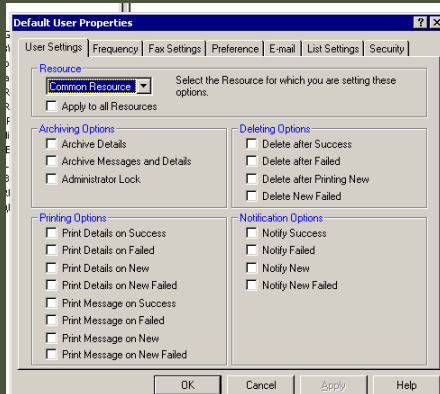 Default User Properties
User Settings Frequency Fax Settings Preference E-mail List Settings Security
Resource
Common Resource
Select the Resource for which you are setting these
options.
Apply to all Resources
Archiving Options
Archive Details
Archive Messages and Details
Administrator Lock
Deleting Options
Delete after Success
Delete after Failed
Delete after Printing New
Delete New Failed
Printing Options
Print Details on Success
Print Details on Failed
Print Details on New
Print Details on New Failed
Print Message on Success
Print Message on Failed
Print Message on New
Print Message on New Failed
Notification Options
Notify Success
Notify Failed
Notify New
Notify New Failed
OK Cancel Apply Help